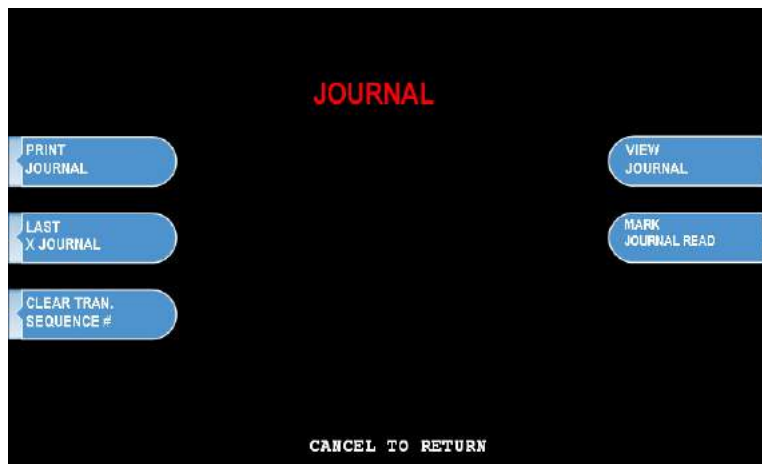 JOURNAL
PRINT
JOURNAL
VIEW
JOURNAL
LAST
X JOURNAL
MARK
JOURNAL READ
CLEAR TRAN.
SEQUENCE #
CANCEL TO RETURN